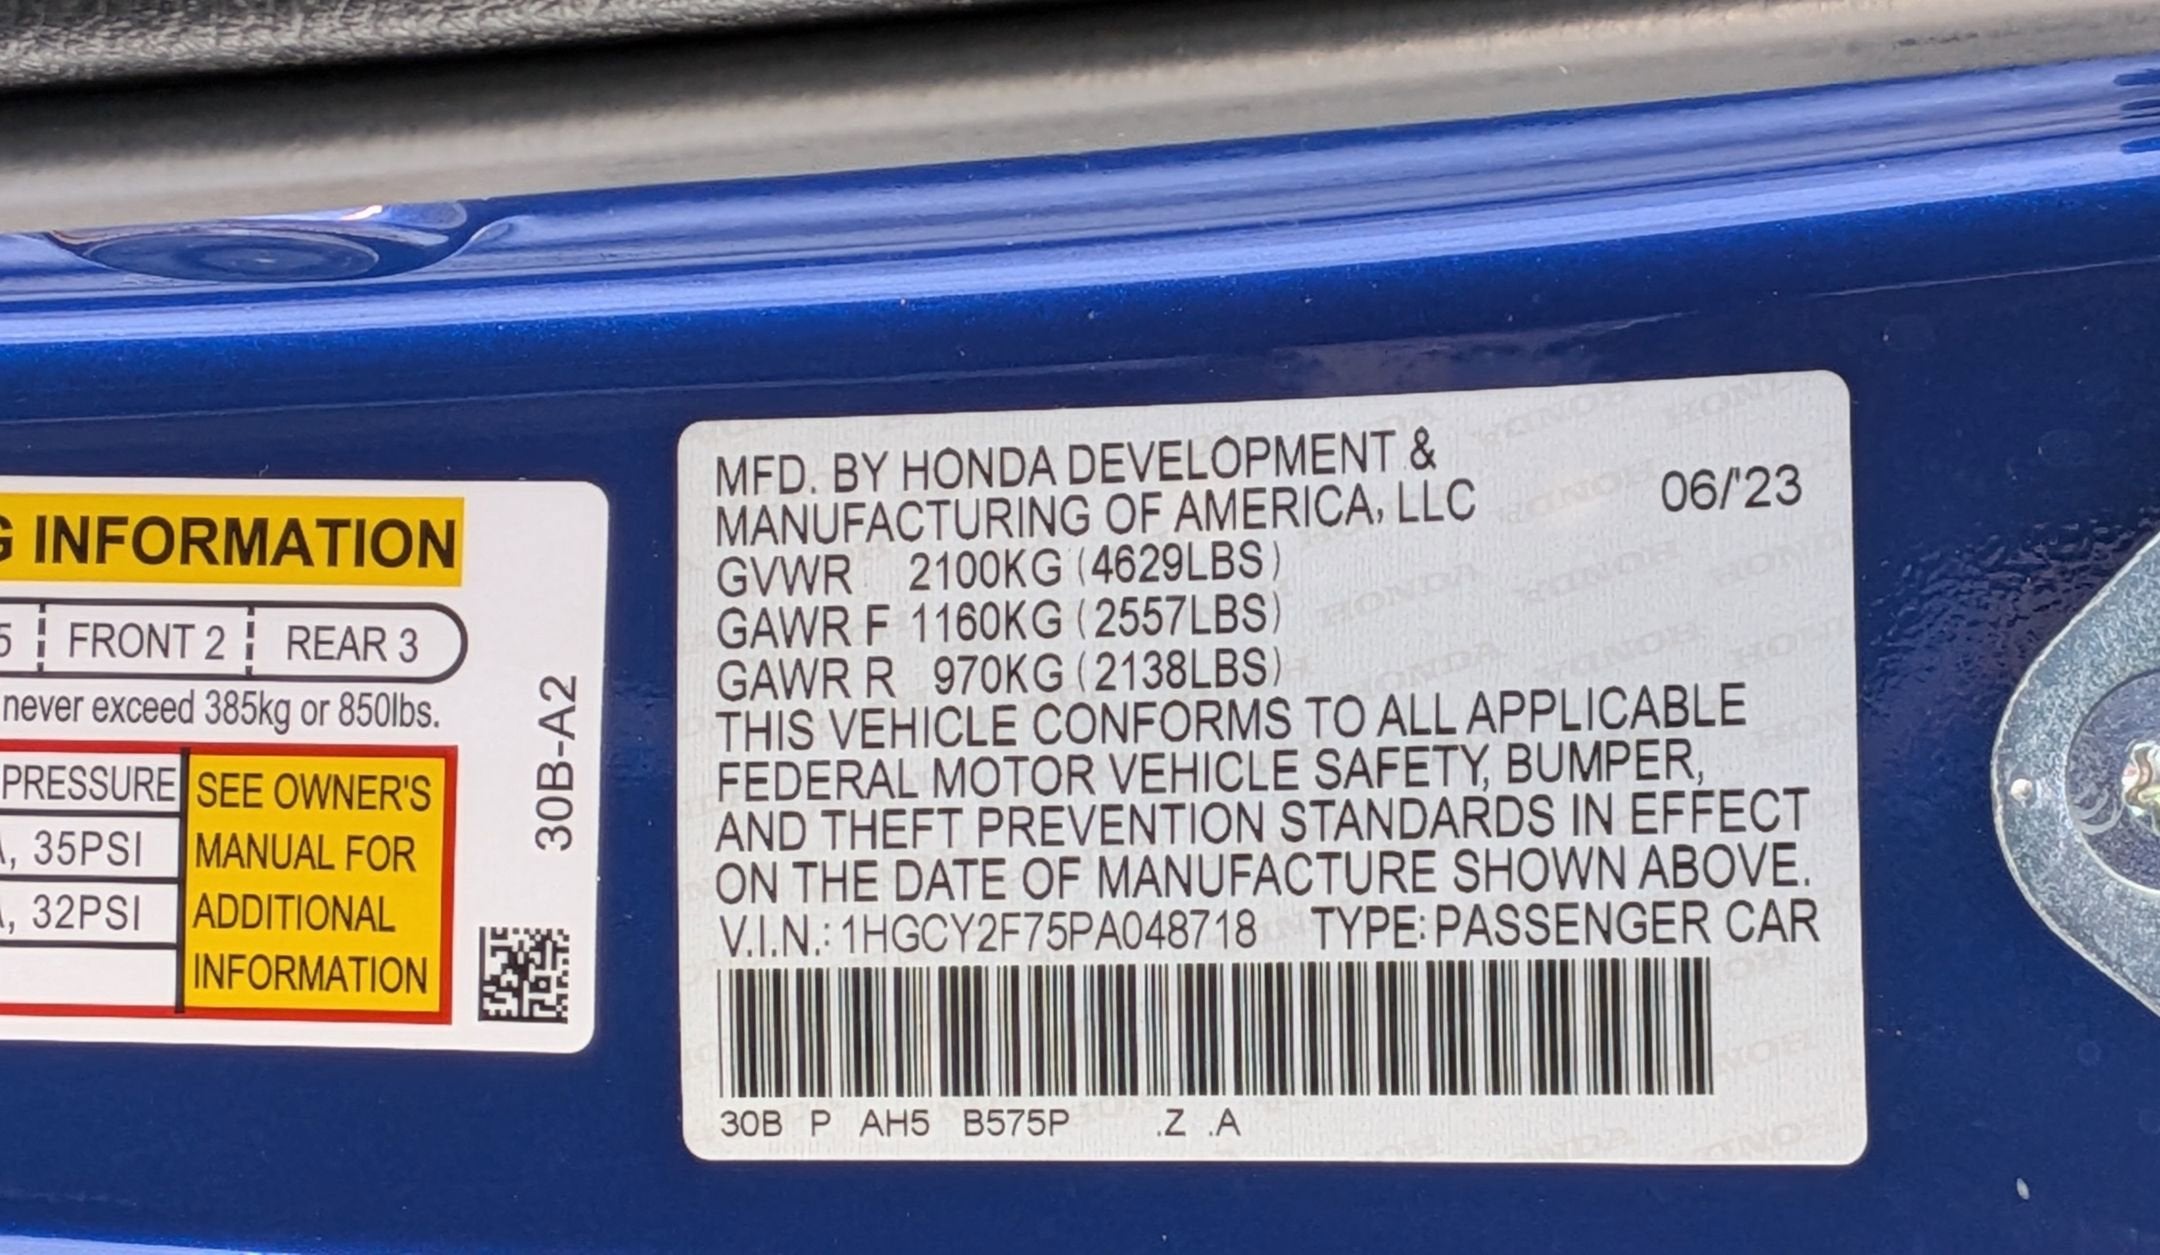 G INFORMATION
5 FRONT 2 REAR 3
never exceed 385kg or 850lbs.
PRESSURE
, 35PSI
, 32PSI
SEE OWNER'S
MANUAL FOR
ADDITIONAL
INFORMATION
30B-A2
MFD. BY HONDA DEVELOPMENT &
MANUFACTURING OF AMERICA, LLC 06/'23
GVWR 2100KG (4629LBS)
GAWR F 1160KG (2557LBS)
GAWR R 970KG (2138LBS)
THIS VEHICLE CONFORMS TO ALL APPLICABLE
FEDERAL MOTOR VEHICLE SAFETY, BUMPER,
AND THEFT PREVENTION STANDARDS IN EFFECT
ON THE DATE OF MANUFACTURE SHOWN ABOVE.
V.I.N.: 1HGCY2F75PA048718 TYPE: PASSENGER CAR
30B P AH5 B575P .Z .A